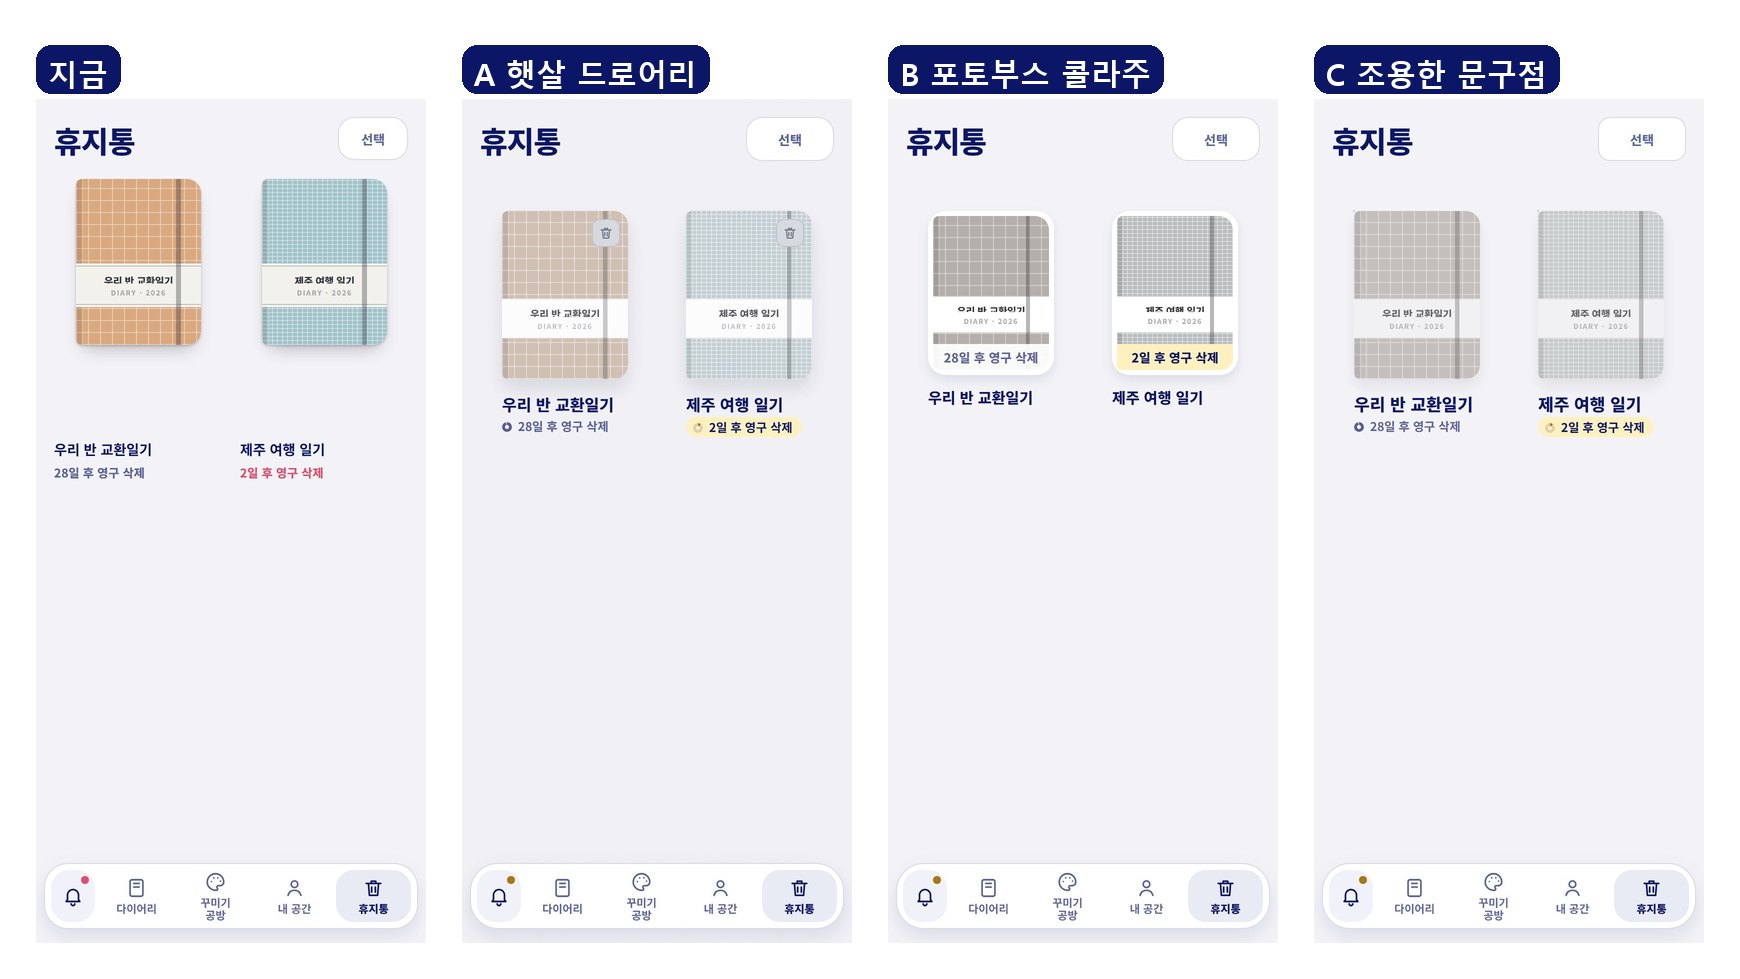 지금
휴지통
선택
우리 반 교환일기
DIARY · 2026
제주 여행 일기
DIARY · 2026
우리 반 교환일기
28일 후 영구 삭제
제주 여행 일기
2일 후 영구 삭제
다이어리
꾸미기
공방
내 공간
휴지통
A 햇살 드로어리
휴지통
선택
우리 반 교환일기
DIARY · 2026
제주 여행 일기
DIARY · 2026
우리 반 교환일기
28일 후 영구 삭제
제주 여행 일기
2일 후 영구 삭제
다이어리
꾸미기
공방
내 공간
휴지통
B 포토부스 콜라주
휴지통
선택
우리 반 교환일기
DIARY · 2026
28일 후 영구 삭제
제주 여행 일기
DIARY · 2026
2일 후 영구 삭제
우리 반 교환일기
제주 여행 일기
다이어리
꾸미기
공방
내 공간
휴지통
C 조용한 문구점
휴지통
선택
우리 반 교환일기
DIARY · 2026
제주 여행 일기
DIARY · 2026
우리 반 교환일기
28일 후 영구 삭제
제주 여행 일기
2일 후 영구 삭제
다이어리
꾸미기
공방
내 공간
휴지통